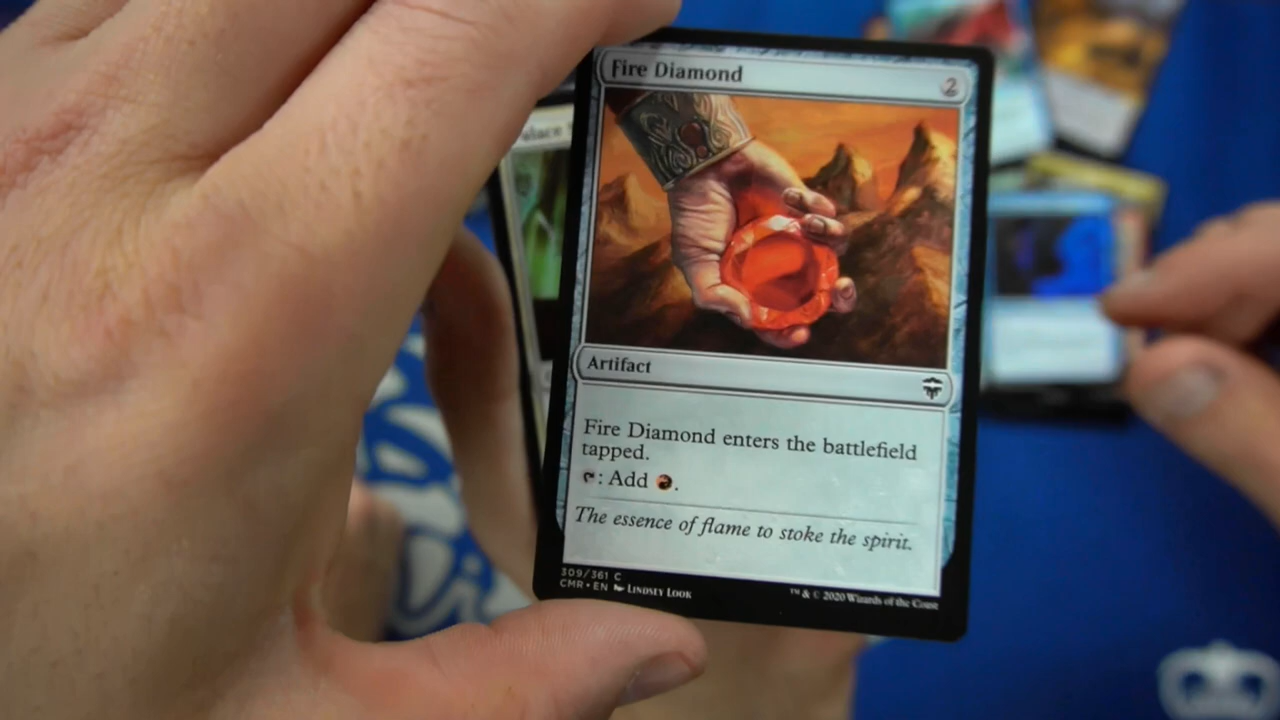 Fire Diamond 2
Artifact
Fire Diamond enters the battlefield
tapped.
: Add .
The essence of flame to stoke the spirit.
309/361 C
CMR • EN Lindsey Look
™ & © 2020 Wizards of the Coast